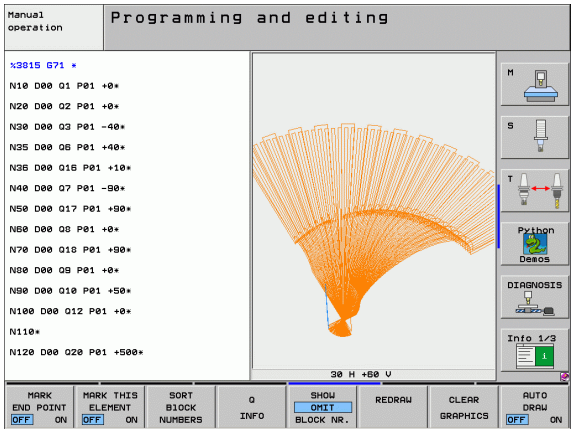 Manual
operation
Programming and editing
%3815 G71 *
N10 D00 Q1 P01 +0*
N20 D00 Q2 P01 +0*
N30 D00 Q3 P01 -40*
N35 D00 Q6 P01 +40*
N36 D00 Q16 P01 +10*
N40 D00 Q7 P01 -90*
N50 D00 Q17 P01 +90*
N60 D00 Q8 P01 +0*
N70 D00 Q18 P01 +90*
N80 D00 Q9 P01 +0*
N90 D00 Q10 P01 +50*
N100 D00 Q12 P01 +0*
N110*
N120 D00 Q20 P01 +500*
30 H +60 V
M
S
T
Python
Demos
DIAGNOSIS
Info 1/3
i
MARK
END POINT
OFF ON
MARK THIS
ELEMENT
OFF ON
SORT
BLOCK
NUMBERS
Q
INFO
SHOW
OMIT
BLOCK NR.
REDRAW
CLEAR
GRAPHICS
AUTO
DRAW
OFF ON